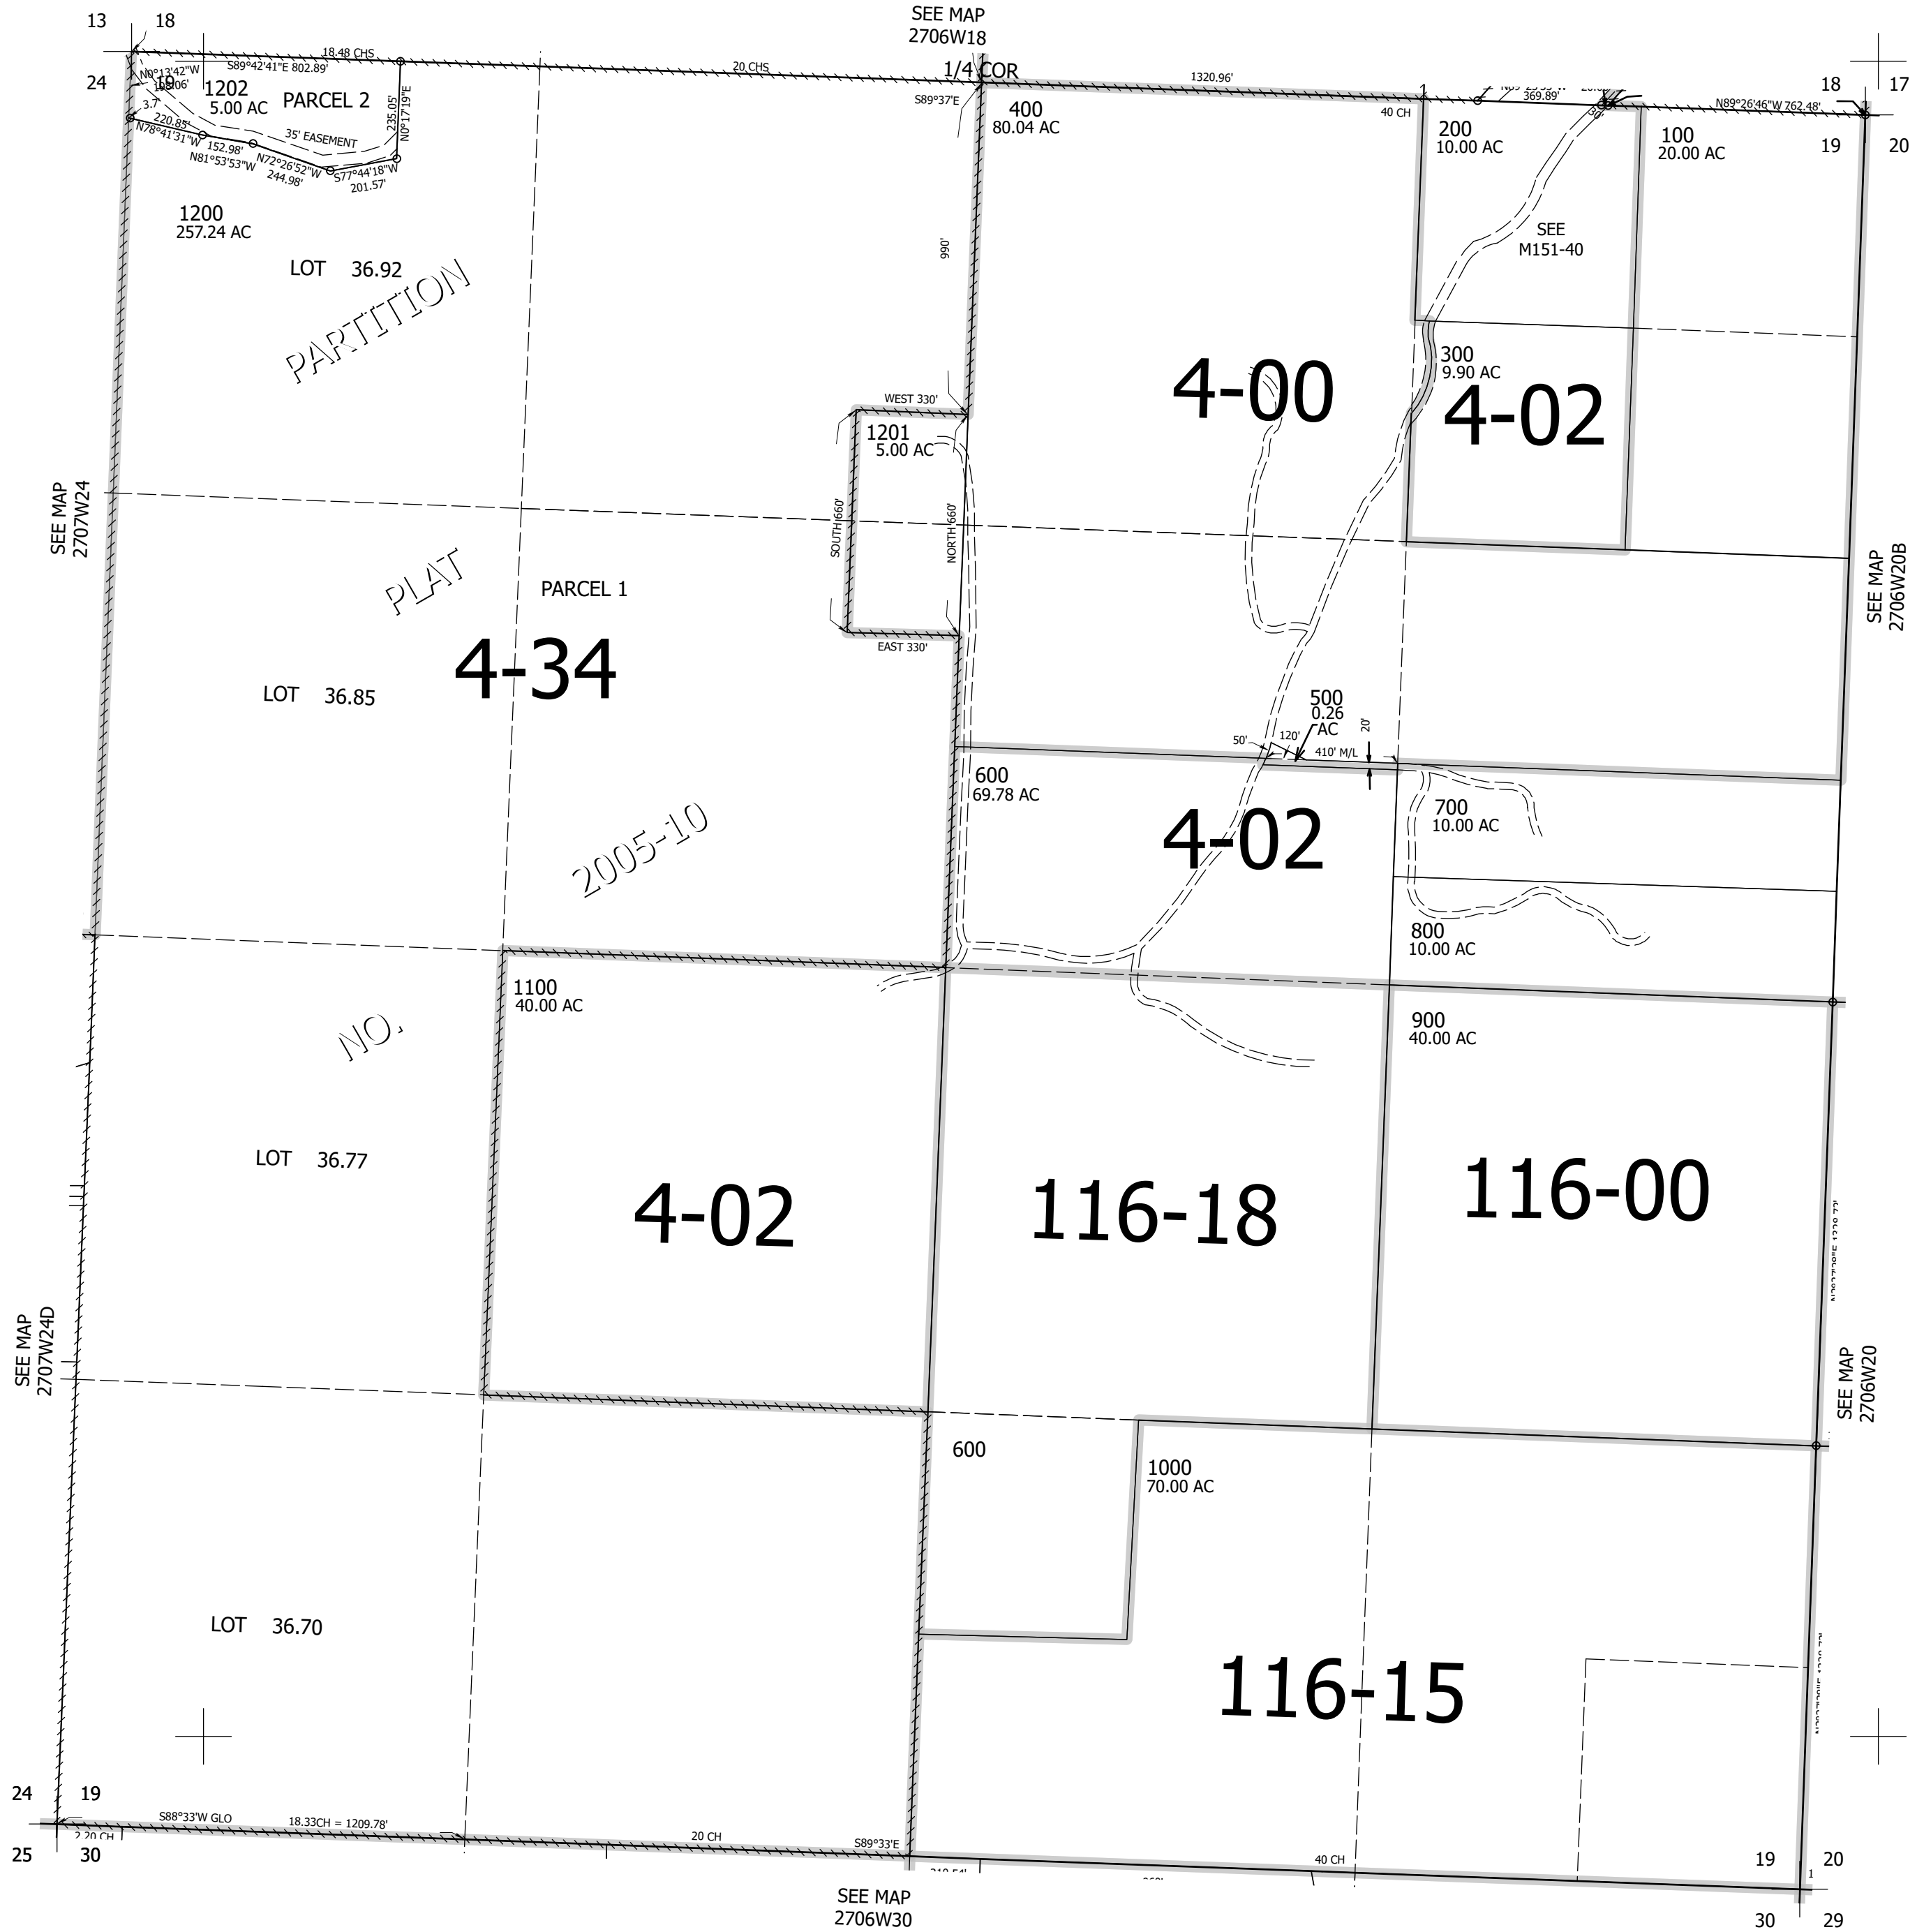 13 18
24 19
SEE MAP
2706W18
1/4 COR
18 17
19 20
18.48 CHS
S89°42'41"E 802.89'
20 CHS
S89°37'E
1320.96'
40 CH
369.89'
30'
N89°26'46"W 762.48'
N0°13'42"W
1202
5.00 AC
PARCEL 2
235.05'
N0°17'19"E
35' EASEMENT
3.7'
220.85'
N78°41'31"W
152.98'
N81°53'53"W
N72°26'52"W
244.98'
S77°44'18"W
201.57'
400
80.04 AC
200
10.00 AC
100
20.00 AC
1200
257.24 AC
LOT 36.92
SEE
M151-40
990'
PARTITION
4-00
300
9.90 AC
4-02
WEST 330'
1201
5.00 AC
SOUTH 660'
NORTH 660'
EAST 330'
SEE MAP
2707W24
SEE MAP
2706W20B
PLAT
PARCEL 1
4-34
LOT 36.85
500
0.26
AC
50'
120'
410' M/L
20'
600
69.78 AC
4-02
700
10.00 AC
2005-10
800
10.00 AC
1100
40.00 AC
900
40.00 AC
NO.
LOT 36.77
4-02
116-18
116-00
SEE MAP
2707W24D
SEE MAP
2706W20
600
1000
70.00 AC
LOT 36.70
116-15
24 19
25 30
S88°33'W GLO
18.33CH = 1209.78'
2.20 CH
20 CH
S89°33'E
40 CH
19 20
1
30 29
SEE MAP
2706W30